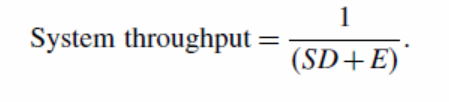 System throughput = 1 / (SD + E).